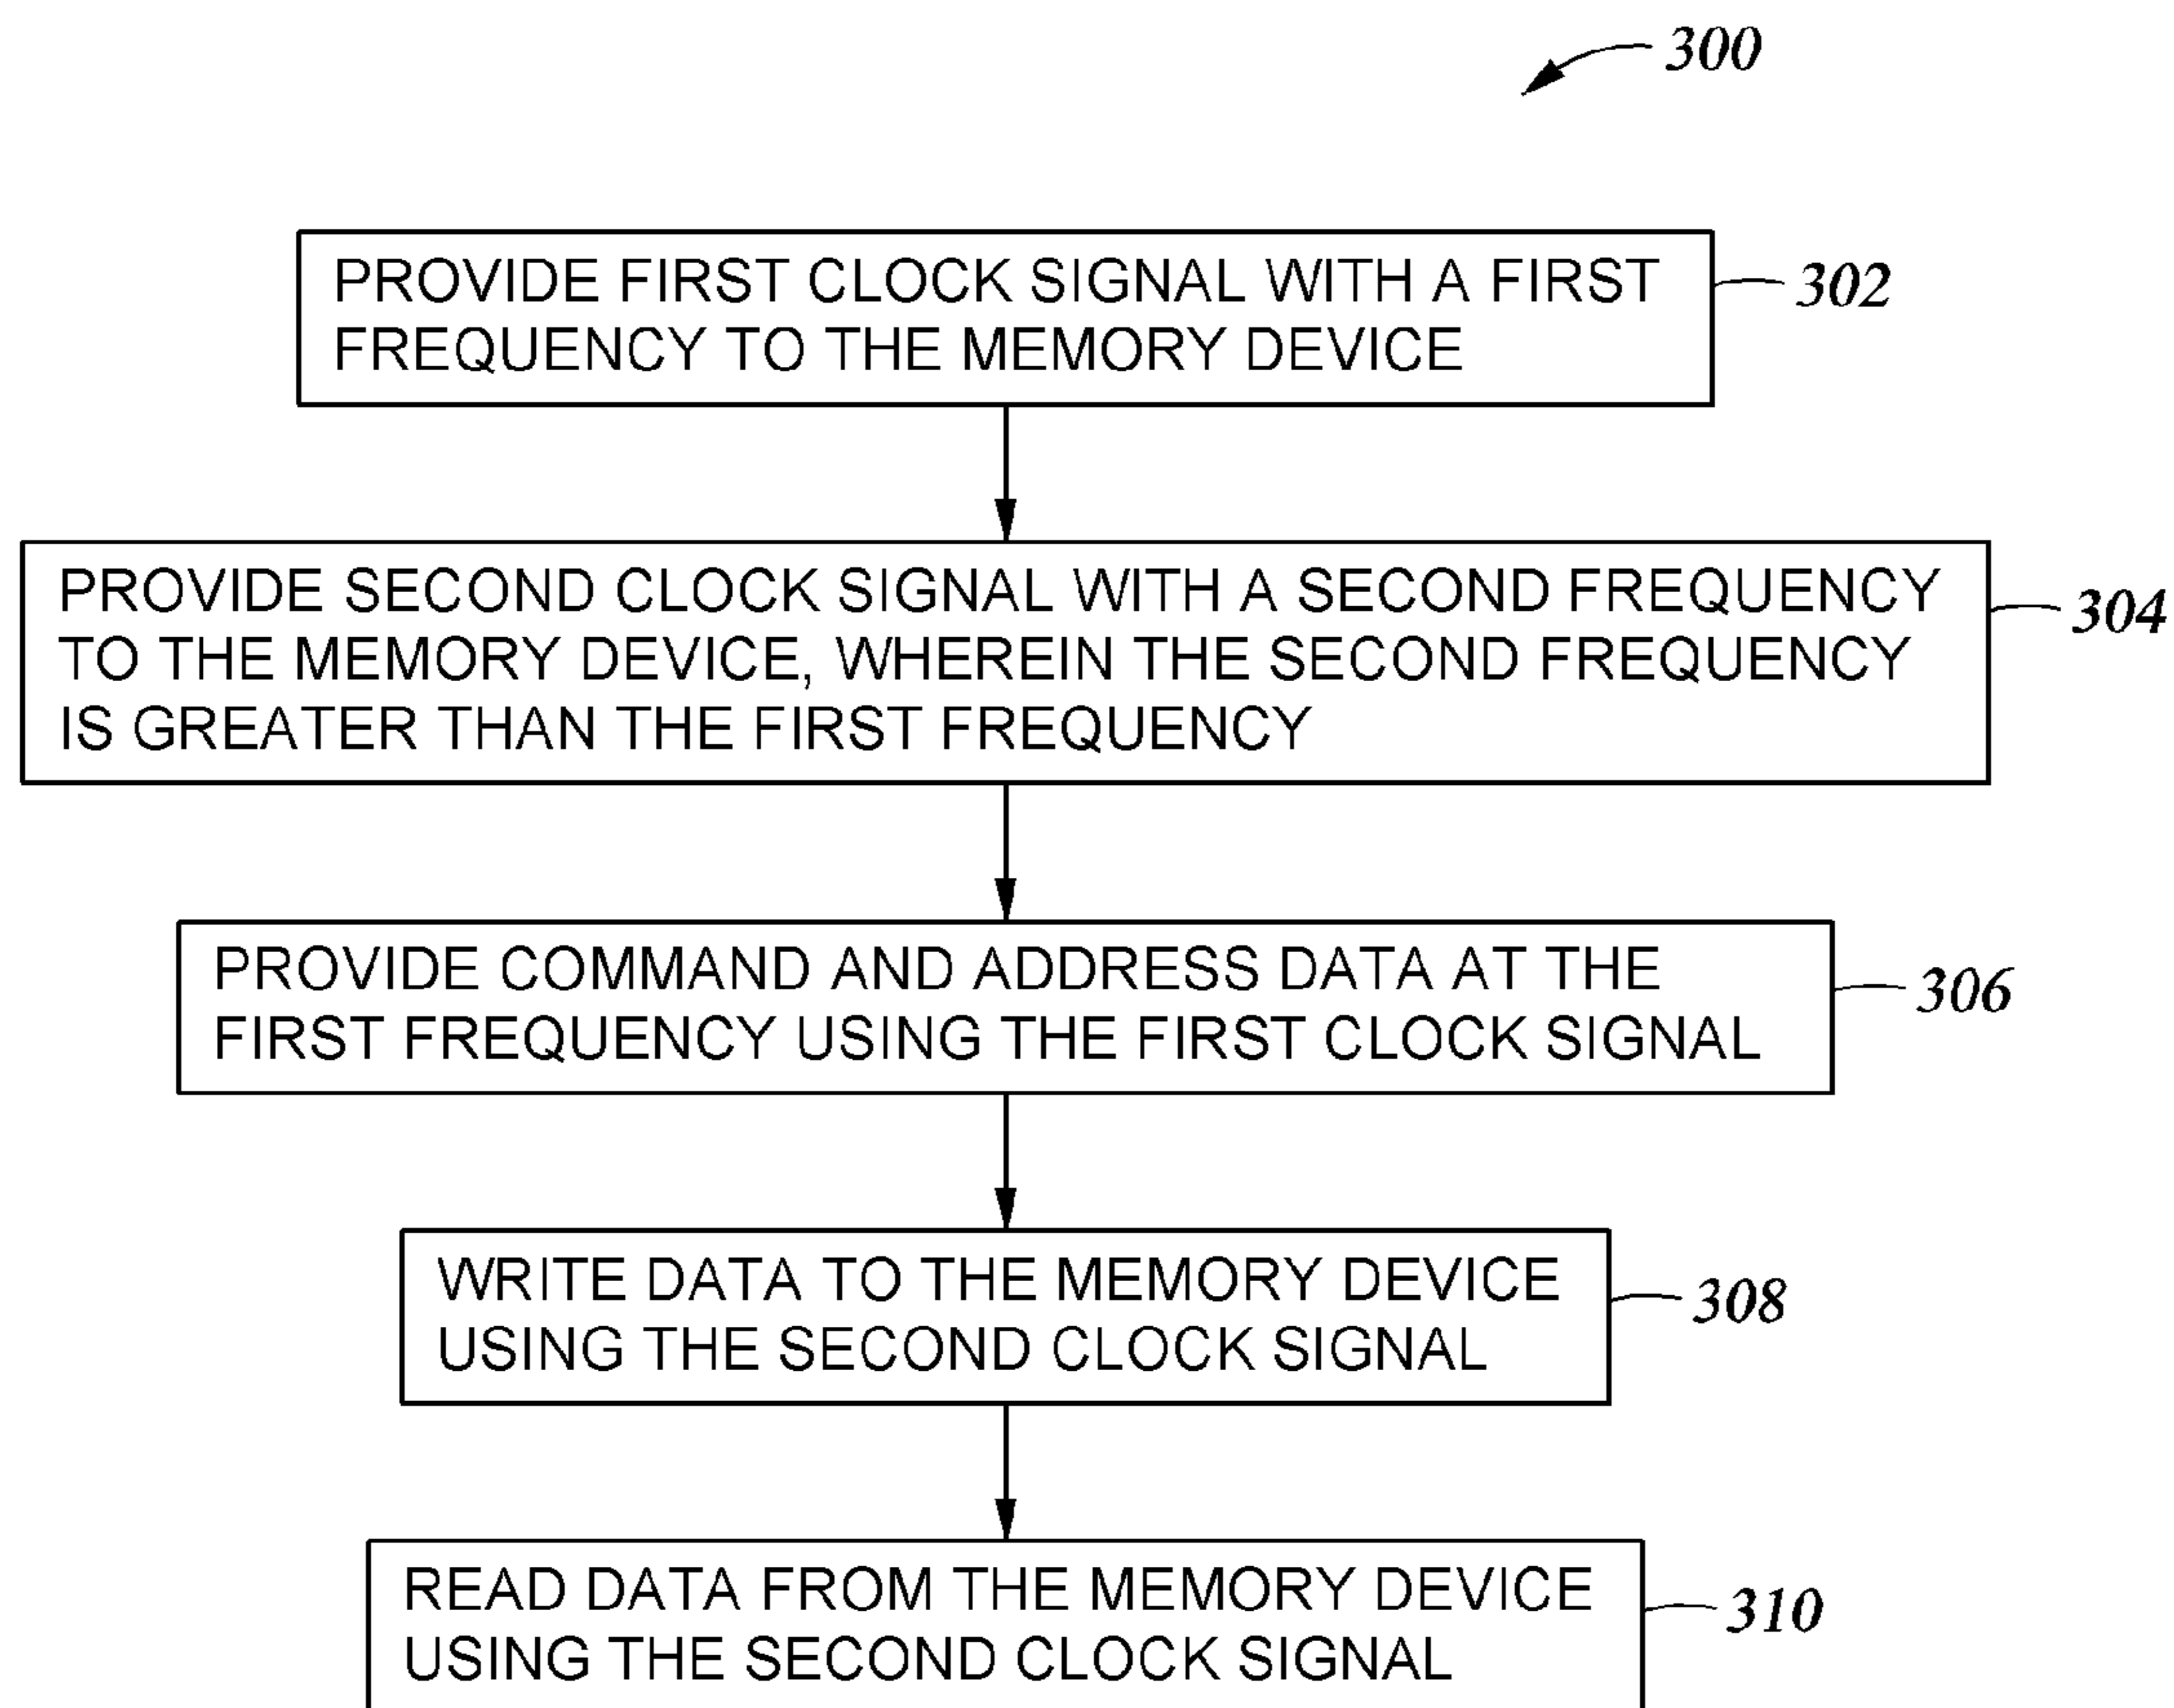 300
PROVIDE FIRST CLOCK SIGNAL WITH A FIRST
FREQUENCY TO THE MEMORY DEVICE
302
PROVIDE SECOND CLOCK SIGNAL WITH A SECOND FREQUENCY
TO THE MEMORY DEVICE, WHEREIN THE SECOND FREQUENCY
IS GREATER THAN THE FIRST FREQUENCY
304
PROVIDE COMMAND AND ADDRESS DATA AT THE
FIRST FREQUENCY USING THE FIRST CLOCK SIGNAL
306
WRITE DATA TO THE MEMORY DEVICE
USING THE SECOND CLOCK SIGNAL
308
READ DATA FROM THE MEMORY DEVICE
USING THE SECOND CLOCK SIGNAL
310